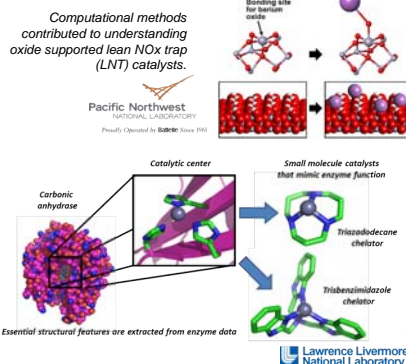 Computational methods
contributed to understanding
oxide supported lean NOx trap
(LNT) catalysts.
Bonding site
for barium
oxide
Pacific Northwest
NATIONAL LABORATORY
Proudly Operated by Battelle Since 1965
Catalytic center
Small molecule catalysts
that mimic enzyme function
Carbonic
anhydrase
Triazadodecane
chelator
Trisbenzimidazole
chelator
Essential structural features are extracted from enzyme data
Lawrence Livermore
National Laboratory